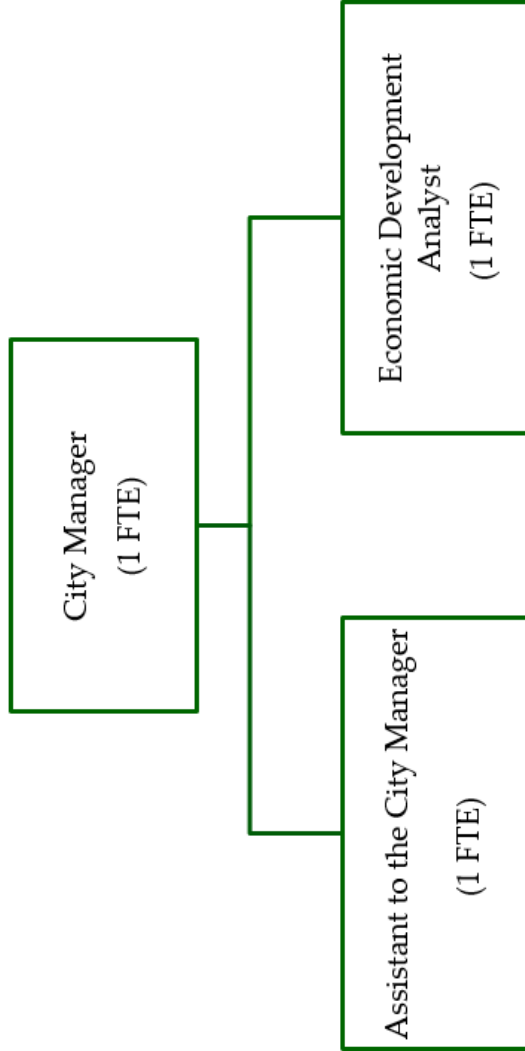 City Manager
(1 FTE)
Assistant to the City Manager
(1 FTE)
Economic Development
Analyst
(1 FTE)